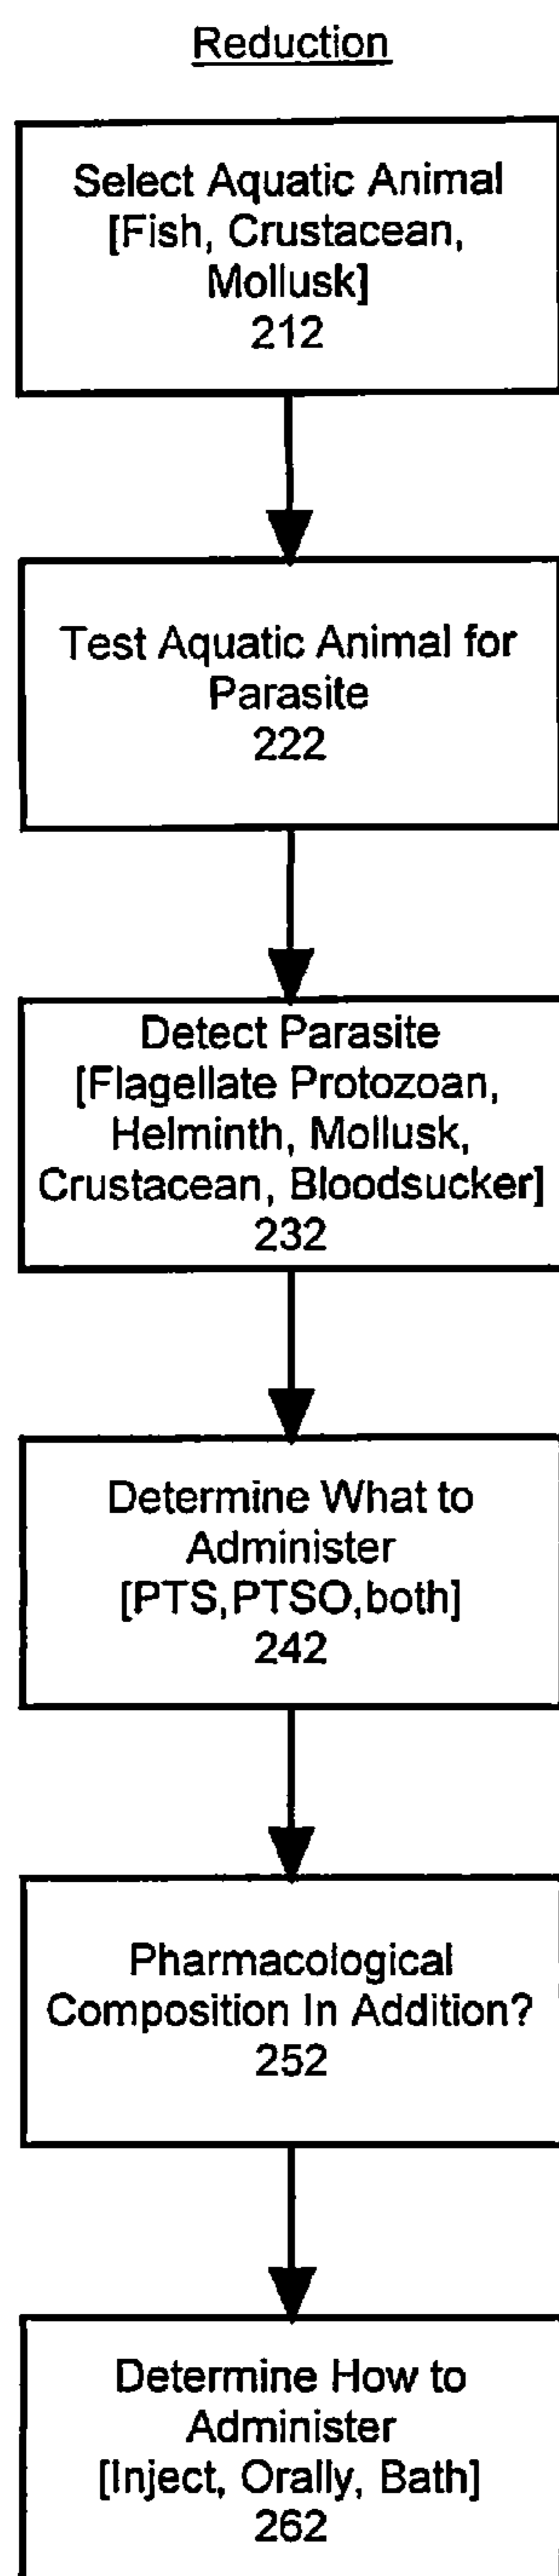 Reduction
Select Aquatic Animal
[Fish, Crustacean,
Mollusk]
212
Test Aquatic Animal for
Parasite
222
Detect Parasite
[Flagellate Protozoan,
Helminth, Mollusk,
Crustacean, Bloodsucker]
232
Determine What to
Administer
[PTS,PTSO,both]
242
Pharmacological
Composition In Addition?
252
Determine How to
Administer
[Inject, Orally, Bath]
262